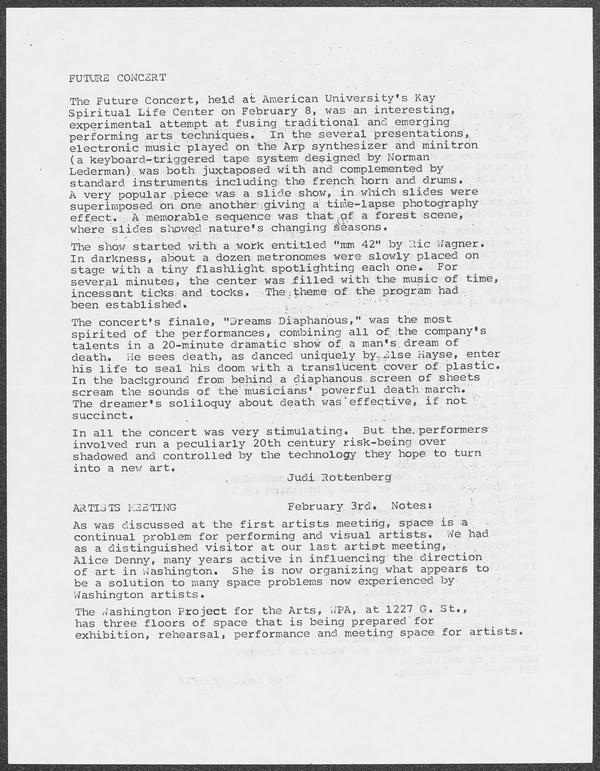 FUTURE CONCERT
The Future Concert, held at American University's Kay
Spiritual Life Center on February 8, was an interesting,
experimental attempt at fusing traditional and emerging
performing arts techniques. In the several presentations,
electronic music played on the Arp synthesizer and minitron
(a keyboard-triggered tape system designed by Norman
Lederman) was both juxtaposed with and complemented by
standard instruments including the french horn and drums.
A very popular piece was a slide show, in which slides were
superimposed on one another giving a time-lapse photography
effect. A memorable sequence was that of a forest scene,
where slides showed nature's changing seasons.
The show started with a work entitled "mm 42" by Ric Wagner.
In darkness, about a dozen metronomes were slowly placed on
stage with a tiny flashlight spotlighting each one. For
several minutes, the center was filled with the music of time,
incessant ticks and tocks. The theme of the program had
been established.
The concert's finale, "Dreams Diaphanous," was the most
spirited of the performances, combining all of the company's
talents in a 20-minute dramatic show of a man's dream of
death. He sees death, as danced uniquely by Else Hayse, enter
his life to seal his doom with a translucent cover of plastic.
In the background from behind a diaphanous screen of sheets
scream the sounds of the musicians' powerful death march.
The dreamer's soliloquy about death was effective, if not
succinct.
In all the concert was very stimulating. But the performers
involved run a peculiarly 20th century risk-being over
shadowed and controlled by the technology they hope to turn
into a new art.
Judi Rottenberg
ARTISTS MEETING February 3rd. Notes:
As was discussed at the first artists meeting, space is a
continual problem for performing and visual artists. We had
as a distinguished visitor at our last artist meeting,
Alice Denny, many years active in influencing the direction
of art in Washington. She is now organizing what appears to
be a solution to many space problems now experienced by
Washington artists.
The Washington Project for the Arts, WPA, at 1227 G. St.,
has three floors of space that is being prepared for
exhibition, rehearsal, performance and meeting space for artists.